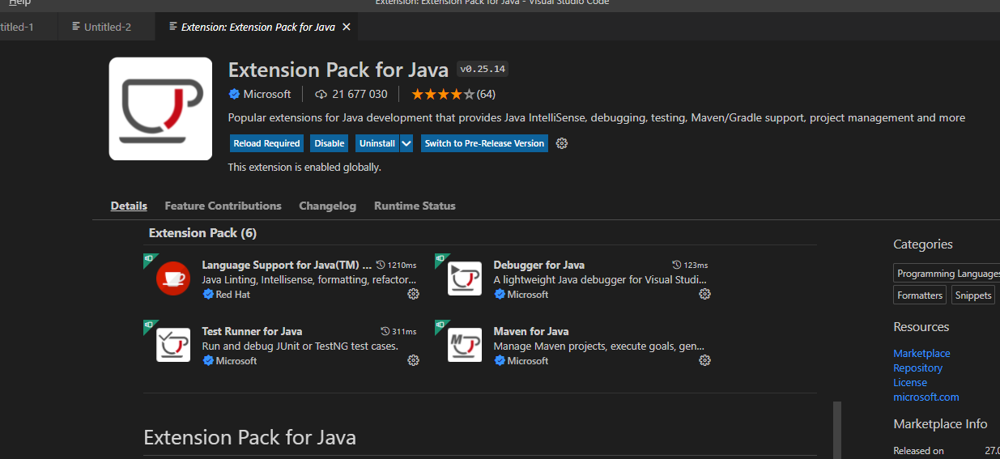 Help
Extension: Extension Pack for Java - Visual Studio Code
titled-1
Untitled-2
Extension: Extension Pack for Java
Extension Pack for Java v0.25.14
Microsoft 21 677 030 (64)
Popular extensions for Java development that provides Java IntelliSense, debugging, testing, Maven/Gradle support, project management and more
Reload Required Disable Uninstall Switch to Pre-Release Version
This extension is enabled globally.
Details Feature Contributions Changelog Runtime Status
Extension Pack (6)
Language Support for Java(TM) ... 1210ms
Java Linting, Intellisense, formatting, refactor...
Red Hat
Debugger for Java 123ms
A lightweight Java debugger for Visual Studi...
Microsoft
Test Runner for Java 311ms
Run and debug JUnit or TestNG test cases.
Microsoft
M
Maven for Java
Manage Maven projects, execute goals, gen...
Microsoft
Extension Pack for Java
Categories
Programming Languages
Formatters Snippets
Resources
Marketplace
Repository
License
microsoft.com
Marketplace Info
Released on 27.0